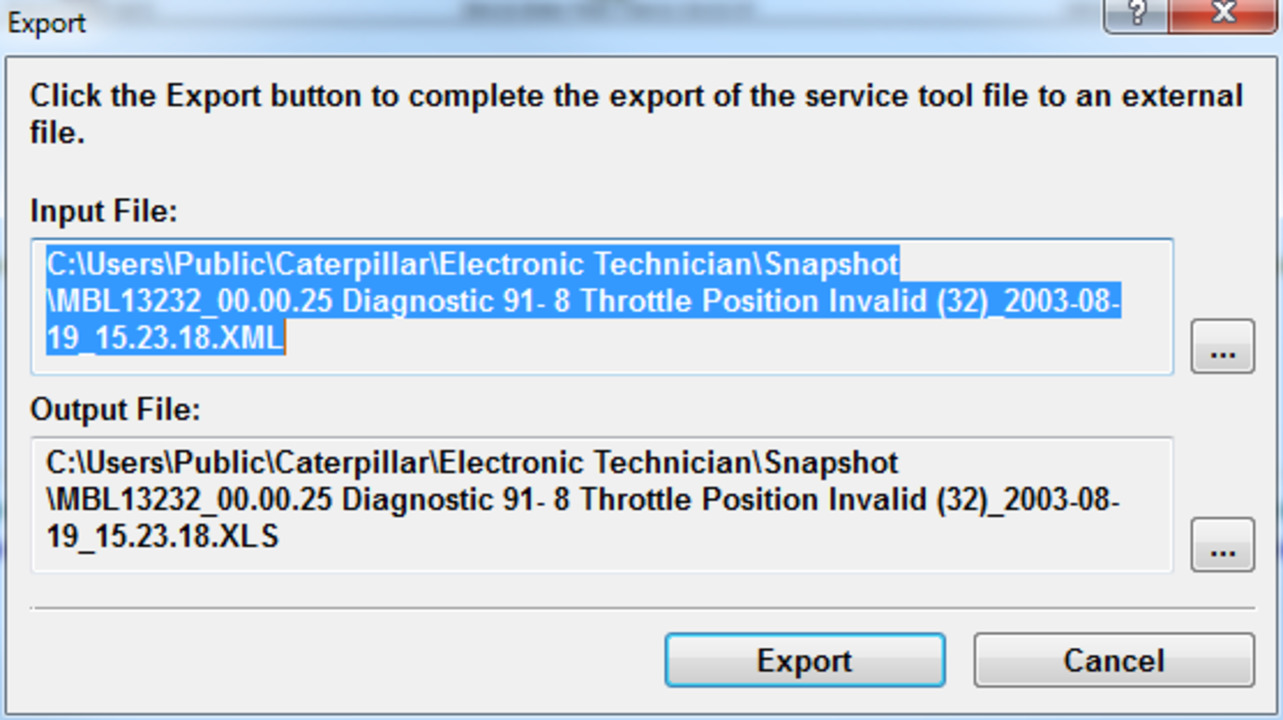 Export
?
X
Click the Export button to complete the export of the service tool file to an external
file.
Input File:
C:\Users\Public\Caterpillar\Electronic Technician\Snapshot
\MBL13232_00.00.25 Diagnostic 91- 8 Throttle Position Invalid (32)_2003-08-
19_15.23.18.XML
...
Output File:
C:\Users\Public\Caterpillar\Electronic Technician\Snapshot
\MBL13232_00.00.25 Diagnostic 91- 8 Throttle Position Invalid (32)_2003-08-
19_15.23.18.XLS
...
Export
Cancel